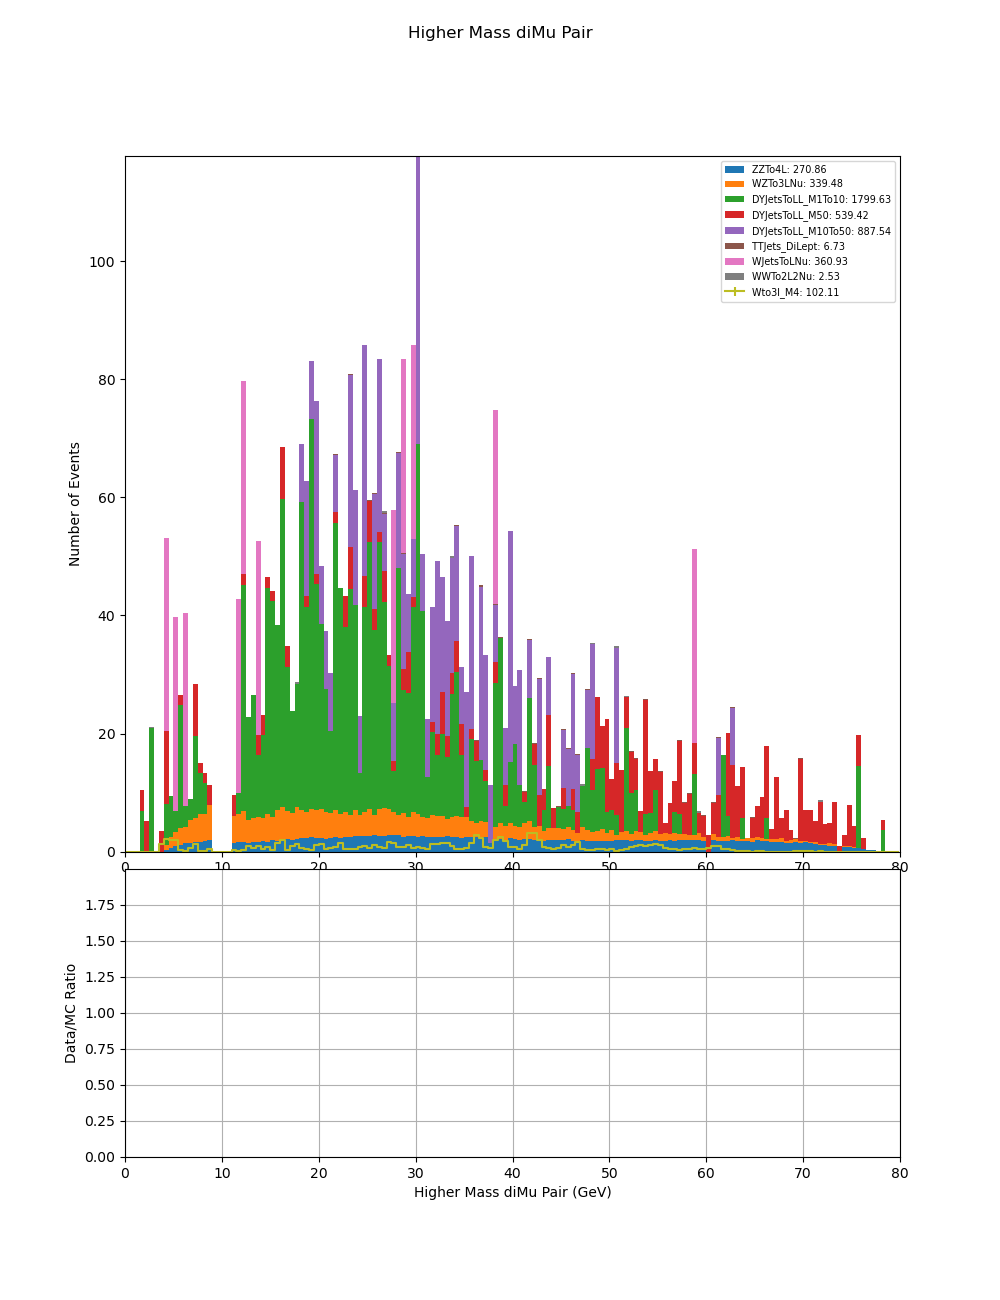 Higher Mass diMu Pair
ZZTo4L: 270.86
WZTo3LNu: 339.48
DYJetsToLL_M1To10: 1799.63
DYJetsToLL_M50: 539.42
DYJetsToLL_M10To50: 887.54
TTJets_DiLept: 6.73
WJetsToLNu: 360.93
WWTo2L2Nu: 2.53
Wto3l_M4: 102.11
Number of Events
100
80
60
40
20
0
0 10 20 30 40 50 60 70 80
Data/MC Ratio
1.75
1.50
1.25
1.00
0.75
0.50
0.25
0.00
0 10 20 30 40 50 60 70 80
Higher Mass diMu Pair (GeV)